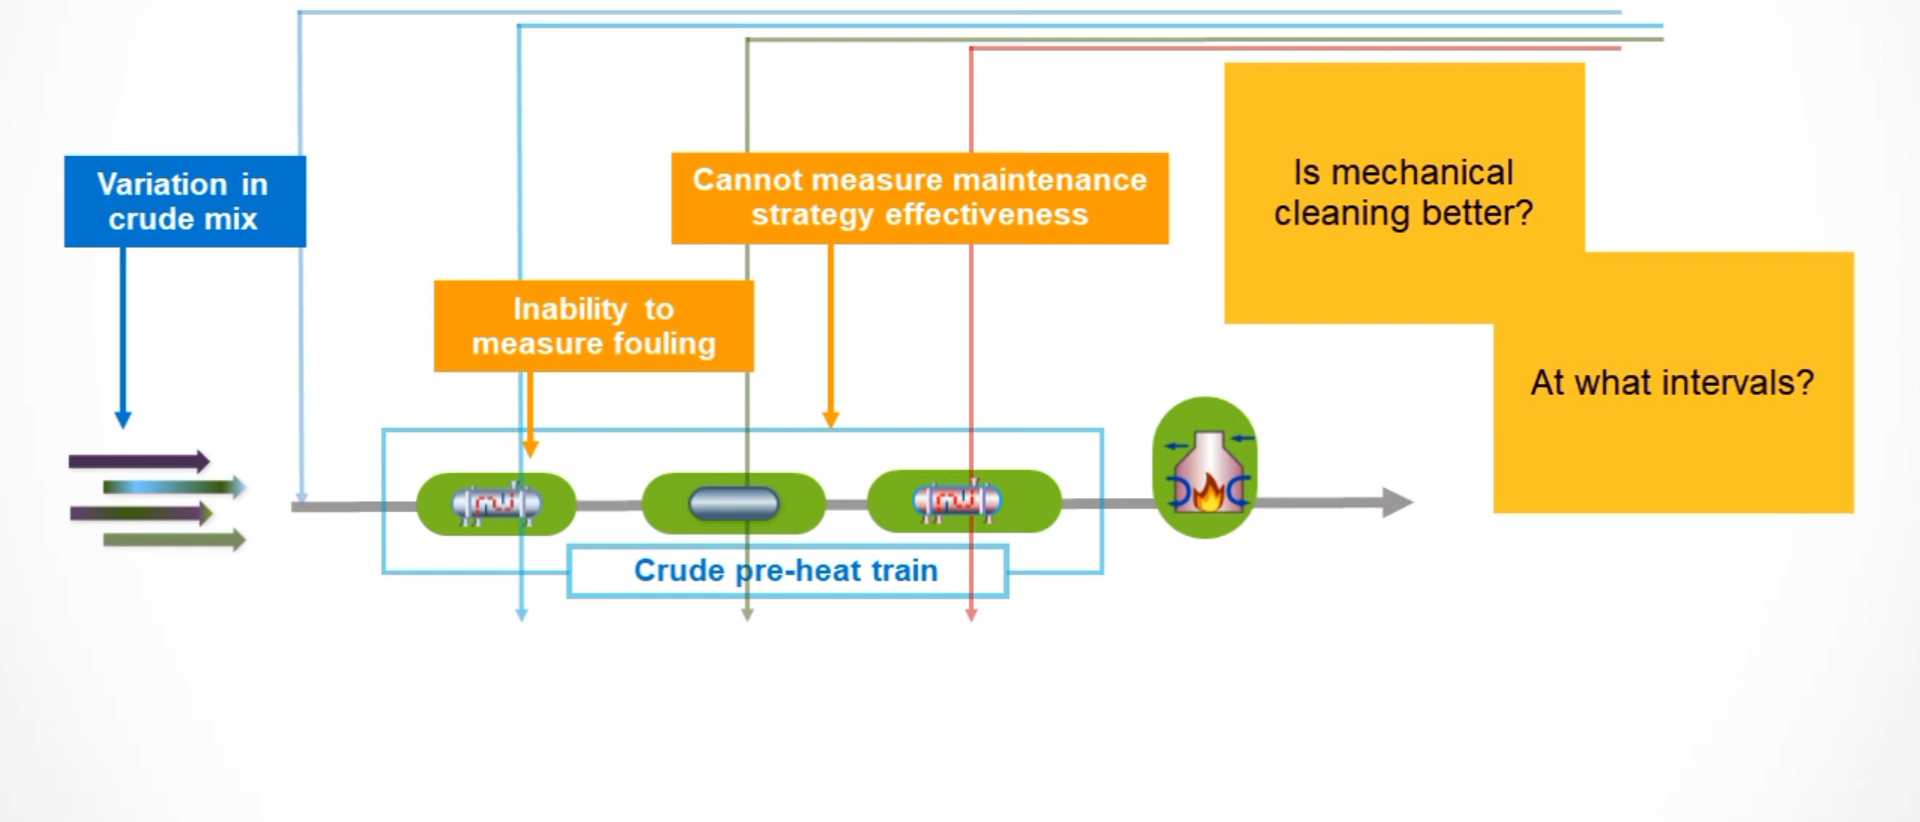 Variation in
crude mix
Cannot measure maintenance
strategy effectiveness
Is mechanical
cleaning better?
Inability to
measure fouling
At what intervals?
Crude pre-heat train